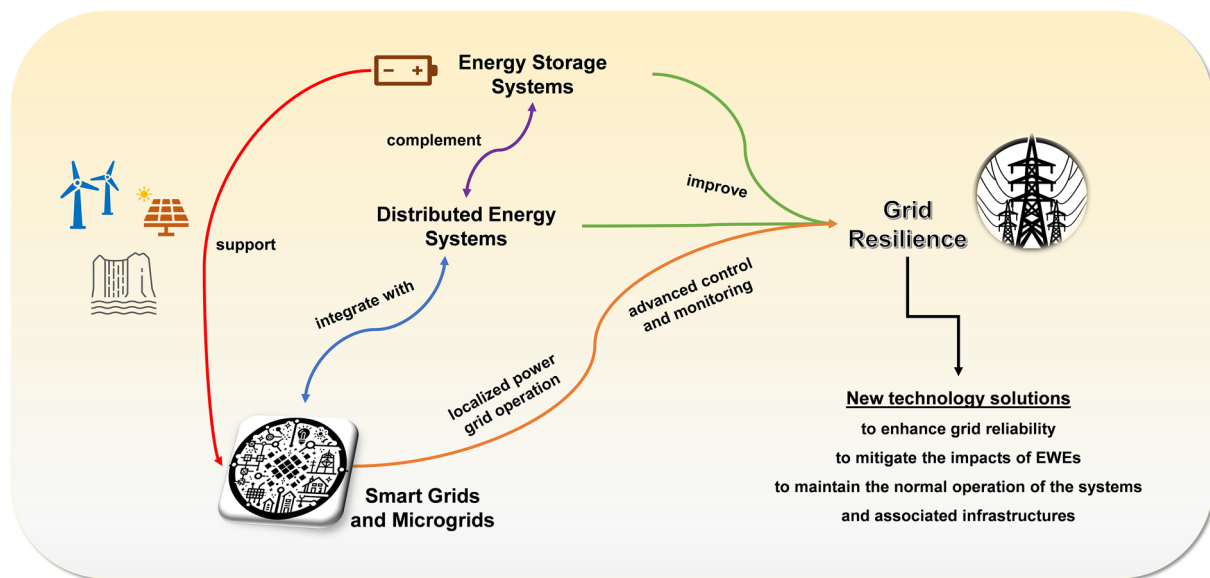 Energy Storage
Systems
complement
Distributed Energy
Systems
improve
support
Grid
Resilience
integrate with
advanced control
and monitoring
localized power
grid operation
Smart Grids
and Microgrids
New technology solutions
to enhance grid reliability
to mitigate the impacts of EWEs
to maintain the normal operation of the systems
and associated infrastructures